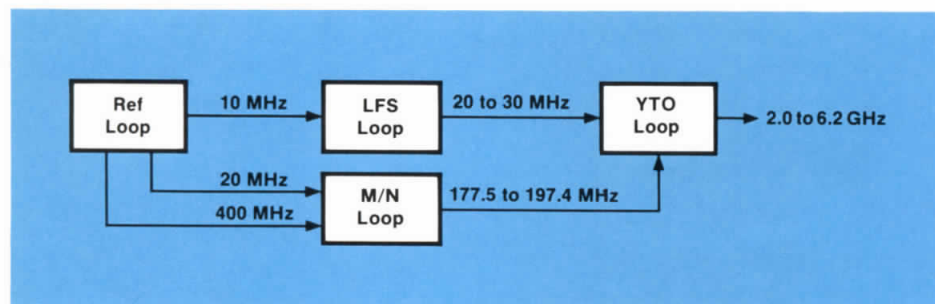 Ref
Loop
10 MHz
LFS
Loop
20 to 30 MHz
YTO
Loop
2.0 to 6.2 GHz
20 MHz
400 MHz
M/N
Loop
177.5 to 197.4 MHz